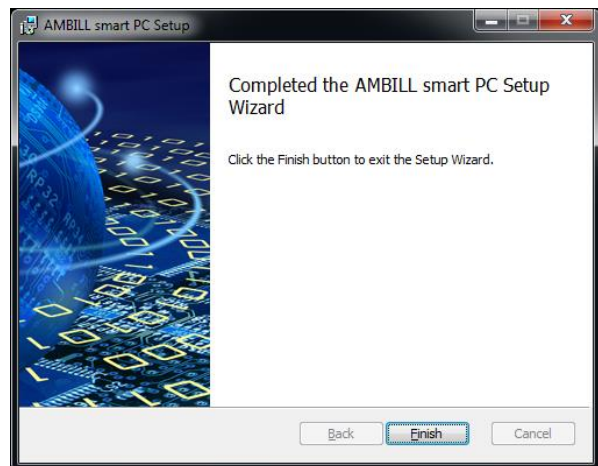 AMBILL smart PC Setup
Completed the AMBILL smart PC Setup
Wizard
Click the Finish button to exit the Setup Wizard.
RP32
Back
Finish
Cancel